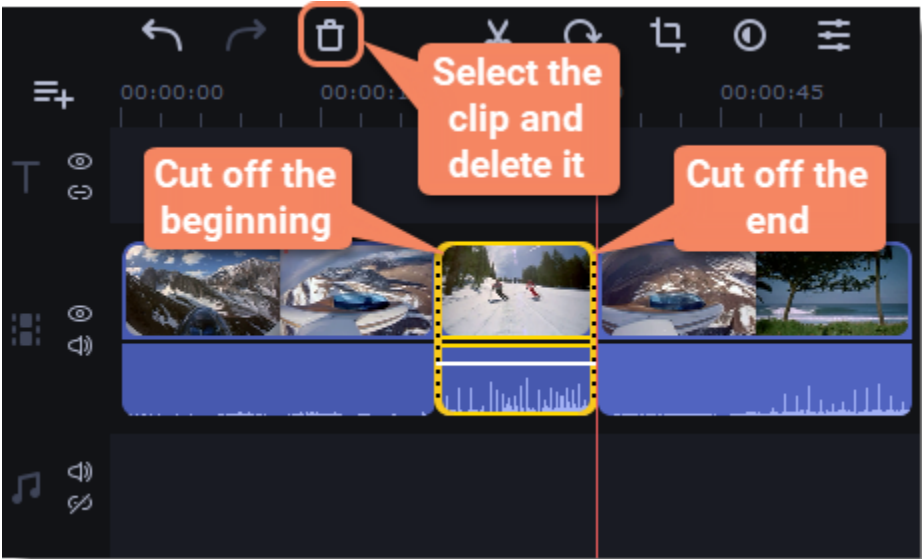 Select the
clip and
delete it
00:00:00
00:00:1
00:00:45
Cut off the
beginning
Cut off the
end
T